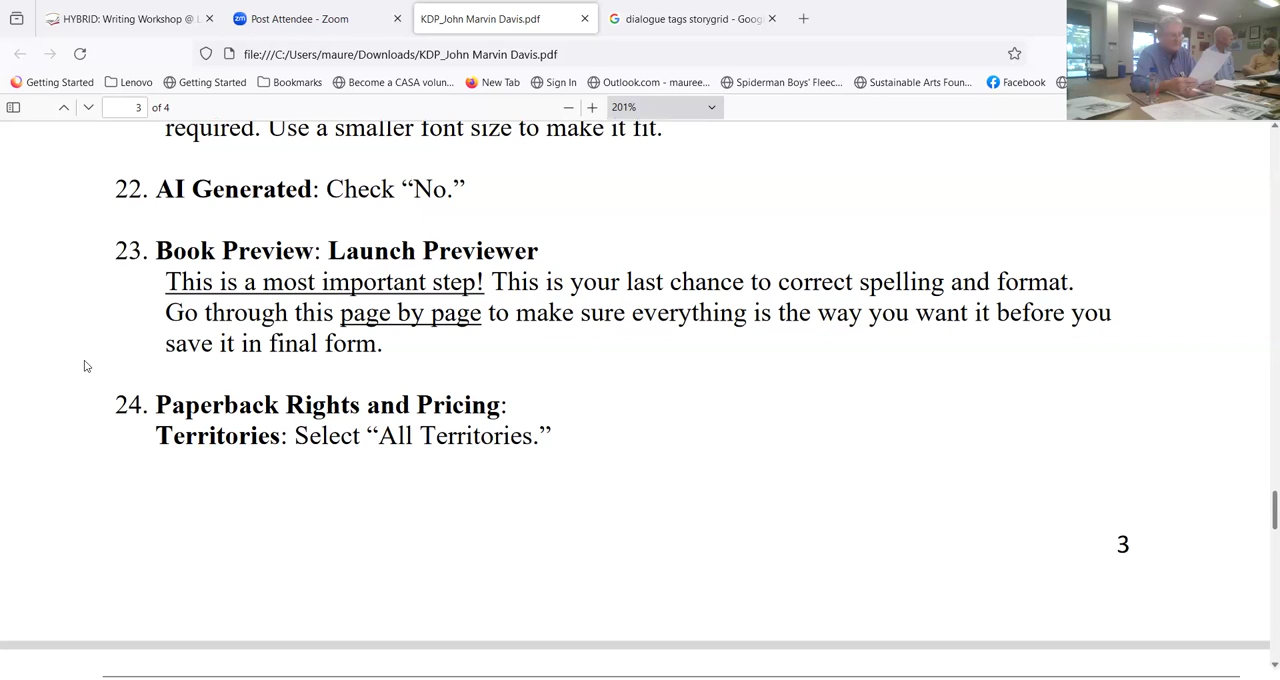 HYBRID: Writing Workshop @ L
Post Attendee - Zoom
KDP_John Marvin Davis.pdf
dialogue tags storygrid - Goog
file:///C:/Users/maure/Downloads/KDP_John Marvin Davis.pdf
Getting Started Lenovo Getting Started Bookmarks Become a CASA volun... New Tab Sign In Outlook.com - mauree... Spiderman Boys' Fleec... Sustainable Arts Foun... Facebook
3 of 4 201%
required. Use a smaller font size to make it fit.
22. AI Generated: Check “No.”
23. Book Preview: Launch Previewer
This is a most important step! This is your last chance to correct spelling and format.
Go through this page by page to make sure everything is the way you want it before you
save it in final form.
24. Paperback Rights and Pricing:
Territories: Select “All Territories.”
3